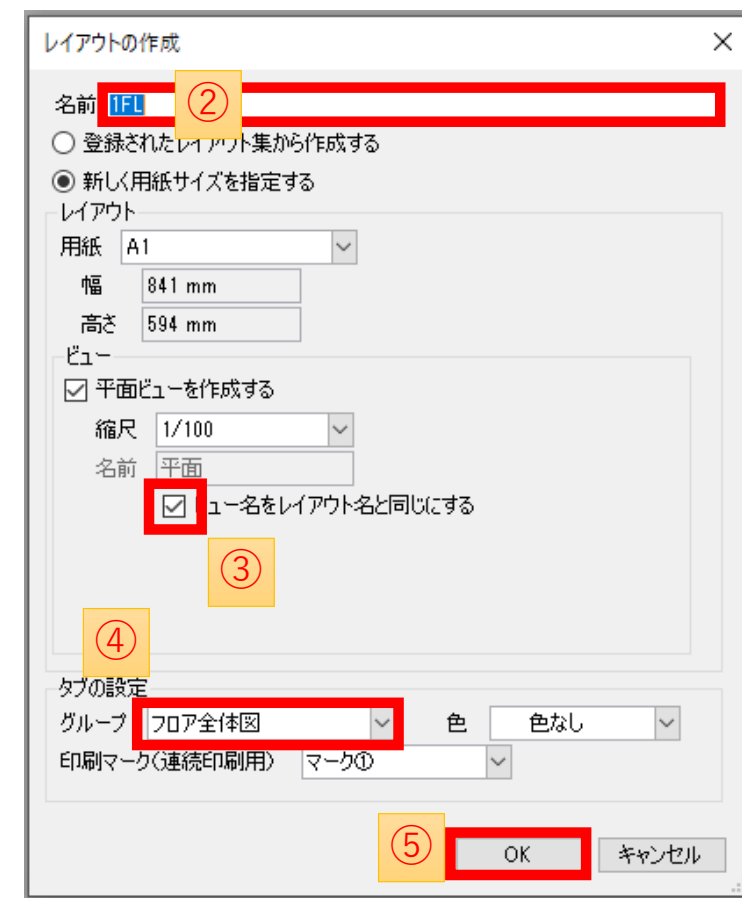 レイアウトの作成
名前 1FL ②
登録されたレイアウト集から作成する
新しく用紙サイズを指定する
レイアウト
用紙 A1
幅 841 mm
高さ 594 mm
ビュー
平面ビューを作成する
縮尺 1/100
名前 平面
ビュー名をレイアウト名と同じにする
③
④
タブの設定
グループ フロア全体図 色 色なし
印刷マーク(連続印刷用) マーク①
⑤ OK キャンセル